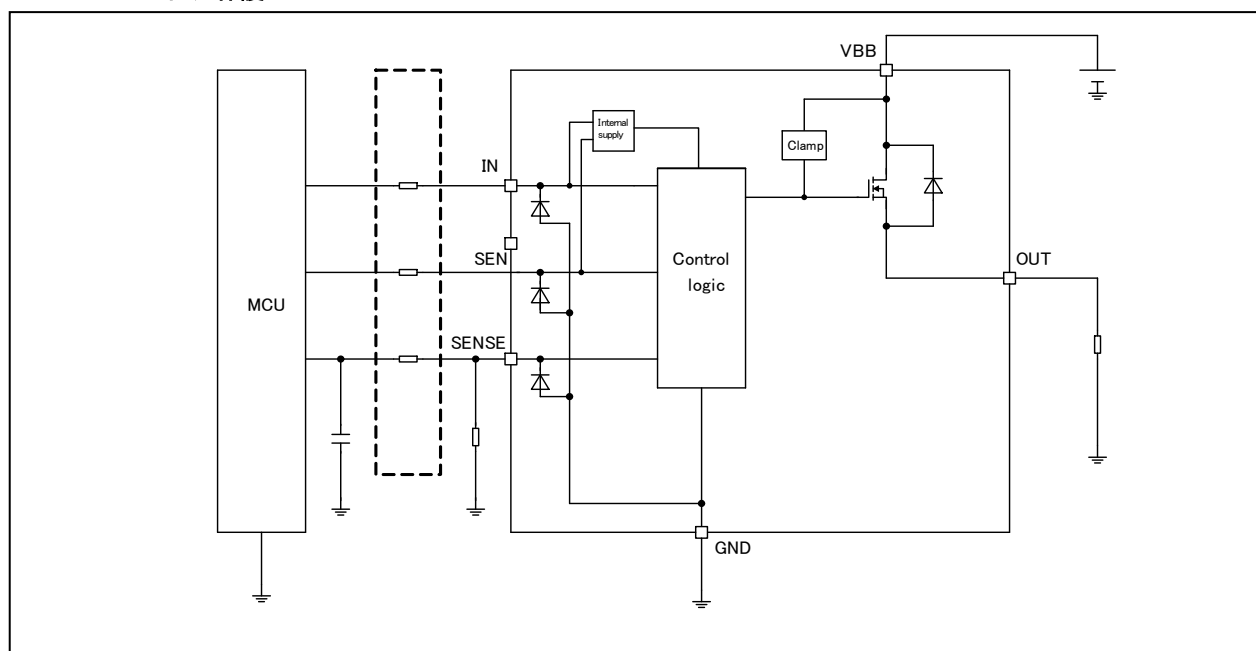 VBB
Internal
supply
Clamp
IN
SEN
Control
logic
OUT
MCU
SENSE
GND